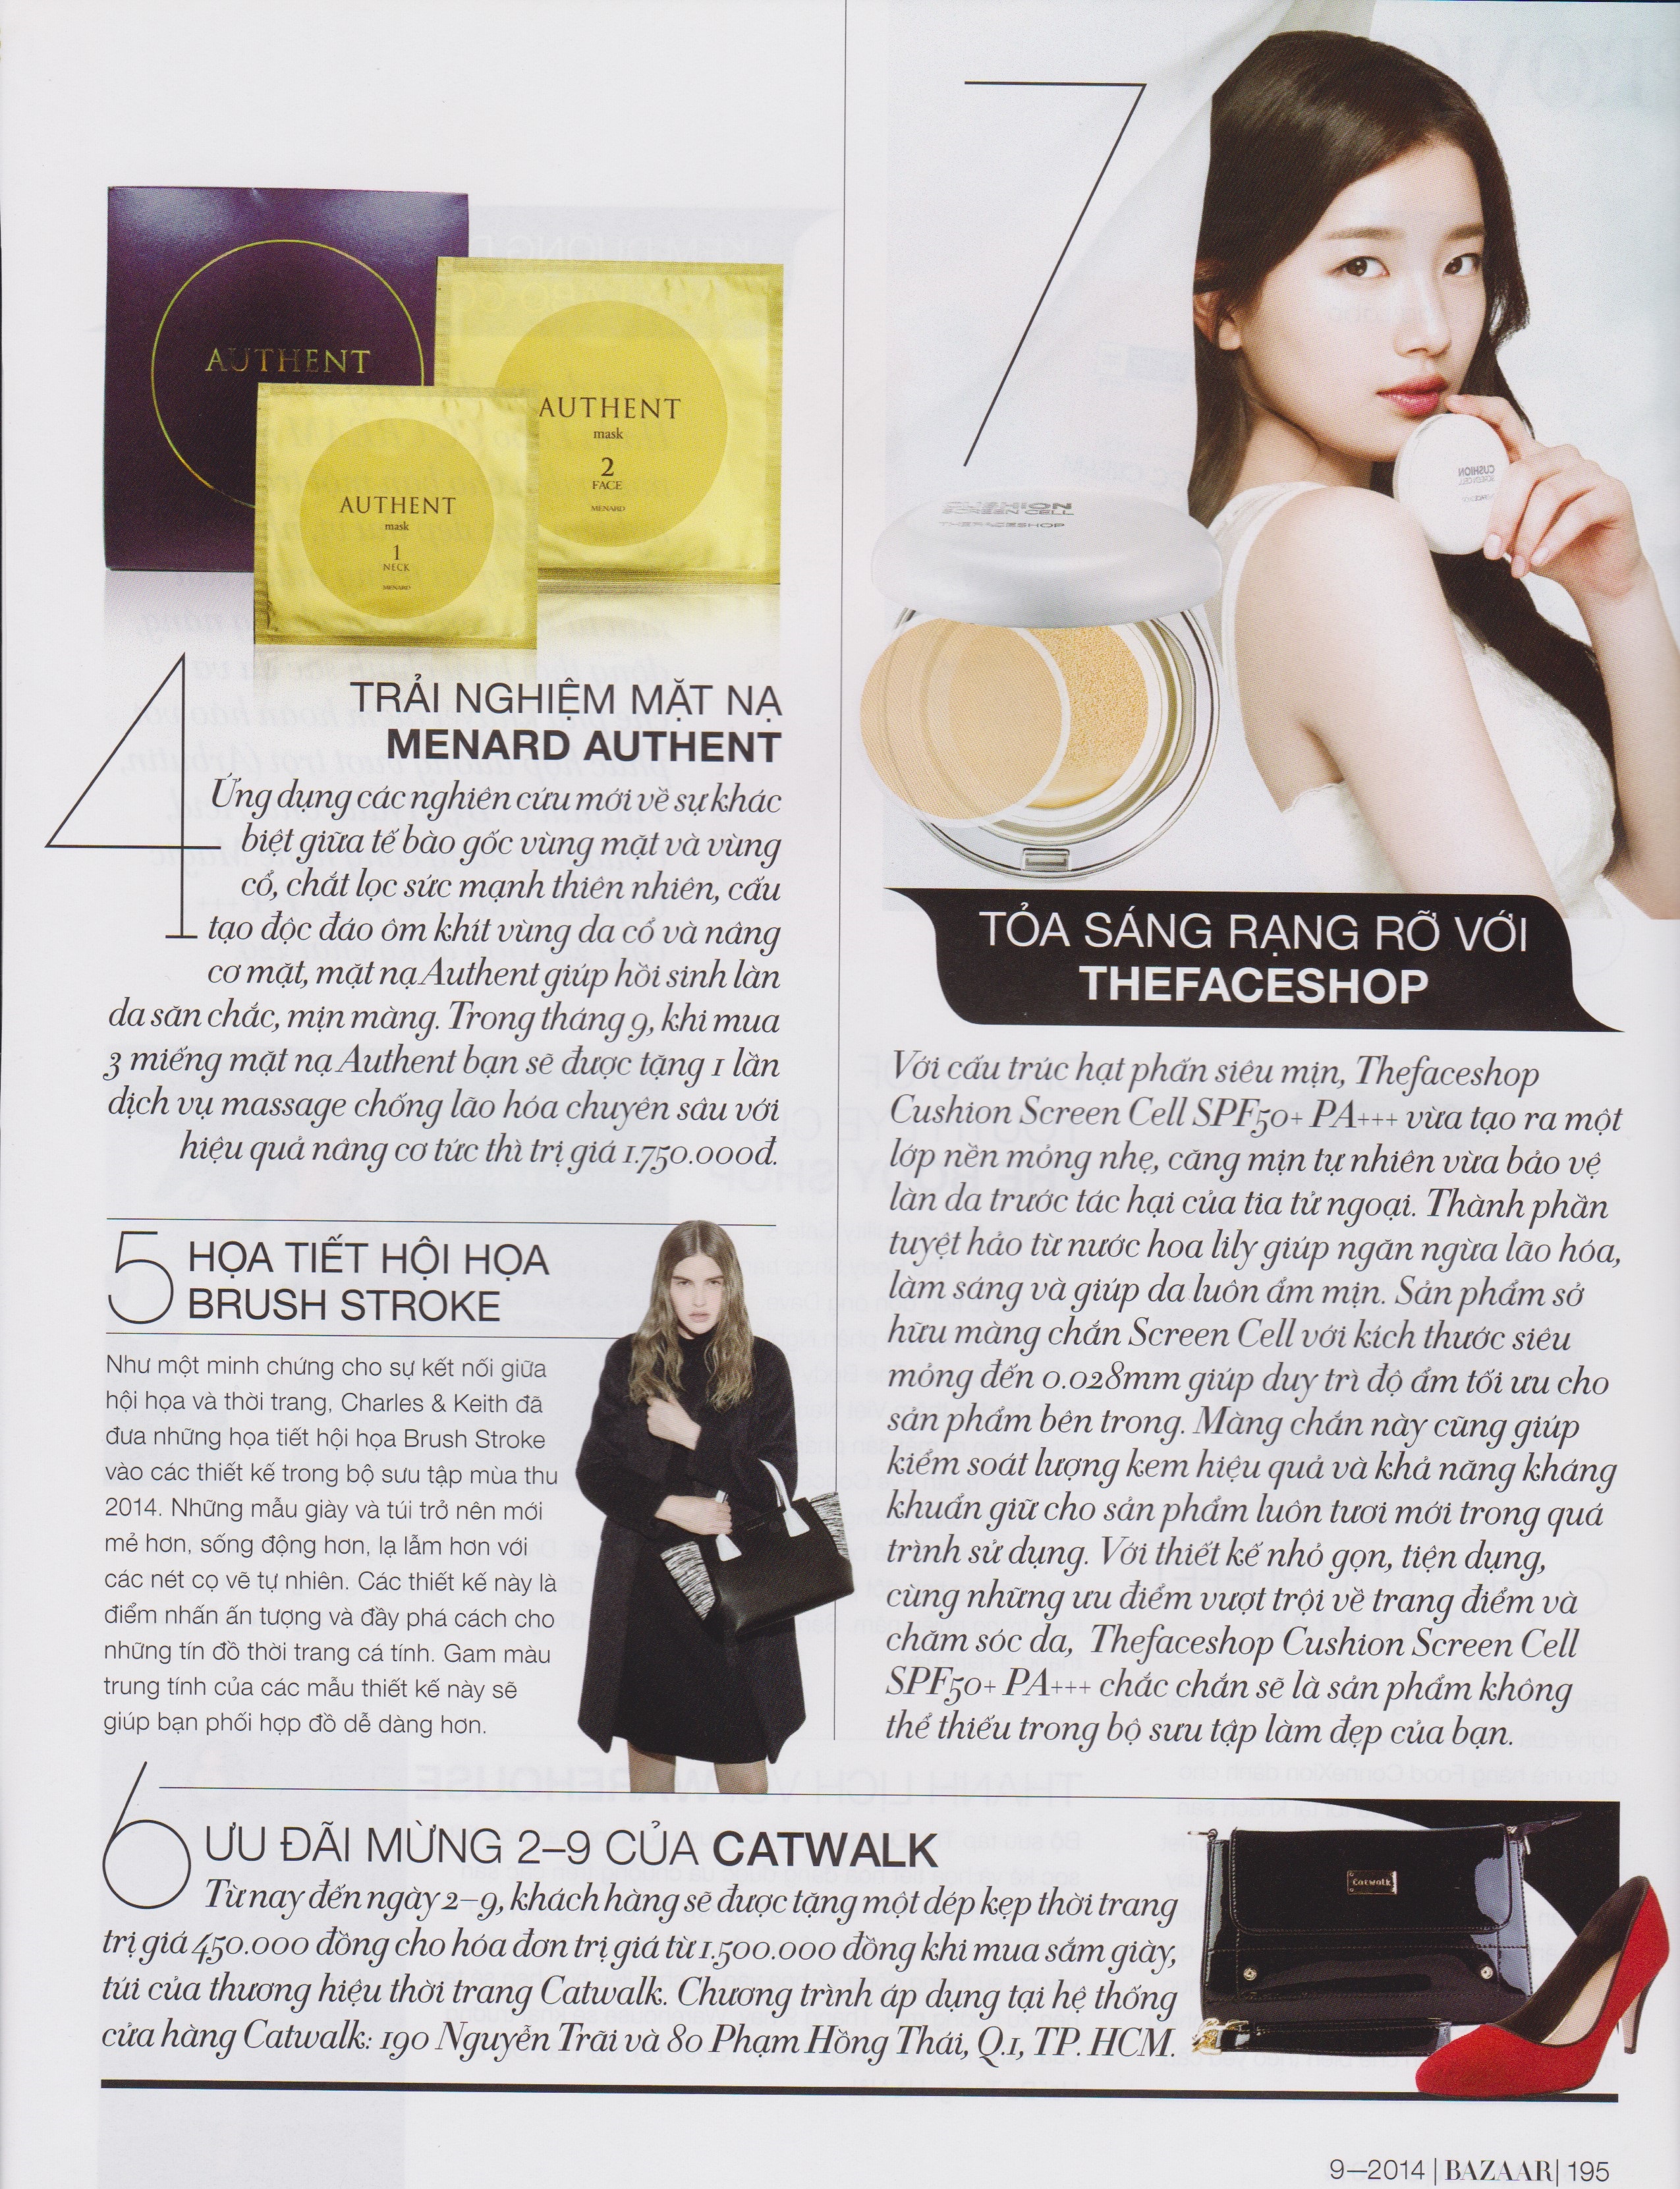 AUTHENT
AUTHENT
mask
2
FACE
MENARD
AUTHENT
mask
1
NECK
MENARD
4
TRẢI NGHIỆM MẶT NẠ
MENARD AUTHENT
Ứng dụng các nghiên cứu mới về sự khác
biệt giữa tế bào gốc vùng mặt và vùng
cổ, chắt lọc sức mạnh thiên nhiên, cấu
tạo độc đáo ôm khít vùng da cổ và nâng
cơ mặt, mặt nạ Authent giúp hồi sinh làn
da săn chắc, mịn màng. Trong tháng 9, khi mua
3 miếng mặt nạ Authent bạn sẽ được tặng 1 lần
dịch vụ massage chống lão hóa chuyên sâu với
hiệu quả nâng cơ tức thì trị giá 1.750.000đ.
5
HỌA TIẾT HỘI HỌA
BRUSH STROKE
Như một minh chứng cho sự kết nối giữa
hội họa và thời trang, Charles & Keith đã
đưa những họa tiết hội họa Brush Stroke
vào các thiết kế trong bộ sưu tập mùa thu
2014. Những mẫu giày và túi trở nên mới
mẻ hơn, sống động hơn, lạ lẫm hơn với
các nét cọ vẽ tự nhiên. Các thiết kế này là
điểm nhấn ấn tượng và đầy phá cách cho
những tín đồ thời trang cá tính. Gam màu
trung tính của các mẫu thiết kế này sẽ
giúp bạn phối hợp đồ dễ dàng hơn.
6
ƯU ĐÃI MỪNG 2–9 CỦA CATWALK
Từ nay đến ngày 2–9, khách hàng sẽ được tặng một dép kẹp thời trang
trị giá 450.000 đồng cho hóa đơn trị giá từ 1.500.000 đồng khi mua sắm giày,
túi của thương hiệu thời trang Catwalk. Chương trình áp dụng tại hệ thống
cửa hàng Catwalk: 190 Nguyễn Trãi và 80 Phạm Hồng Thái, Q.1, TP. HCM.
Catwalk
7
CUSHION
SCREEN CELL
THEFACESHOP
CUSHION
SCREEN CELL
TỎA SÁNG RẠNG RỠ VỚI
THEFACESHOP
Với cấu trúc hạt phấn siêu mịn, Thefaceshop
Cushion Screen Cell SPF50+ PA+++ vừa tạo ra một
lớp nền mỏng nhẹ, căng mịn tự nhiên vừa bảo vệ
làn da trước tác hại của tia tử ngoại. Thành phần
tuyệt hảo từ nước hoa lily giúp ngăn ngừa lão hóa,
làm sáng và giúp da luôn ẩm mịn. Sản phẩm sở
hữu màng chắn Screen Cell với kích thước siêu
mỏng đến 0.028mm giúp duy trì độ ẩm tối ưu cho
sản phẩm bên trong. Màng chắn này cũng giúp
kiểm soát lượng kem hiệu quả và khả năng kháng
khuẩn giữ cho sản phẩm luôn tươi mới trong quá
trình sử dụng. Với thiết kế nhỏ gọn, tiện dụng,
cùng những ưu điểm vượt trội về trang điểm và
chăm sóc da, Thefaceshop Cushion Screen Cell
SPF50+ PA+++ chắc chắn sẽ là sản phẩm không
thể thiếu trong bộ sưu tập làm đẹp của bạn.
9—2014 | BAZAAR | 195